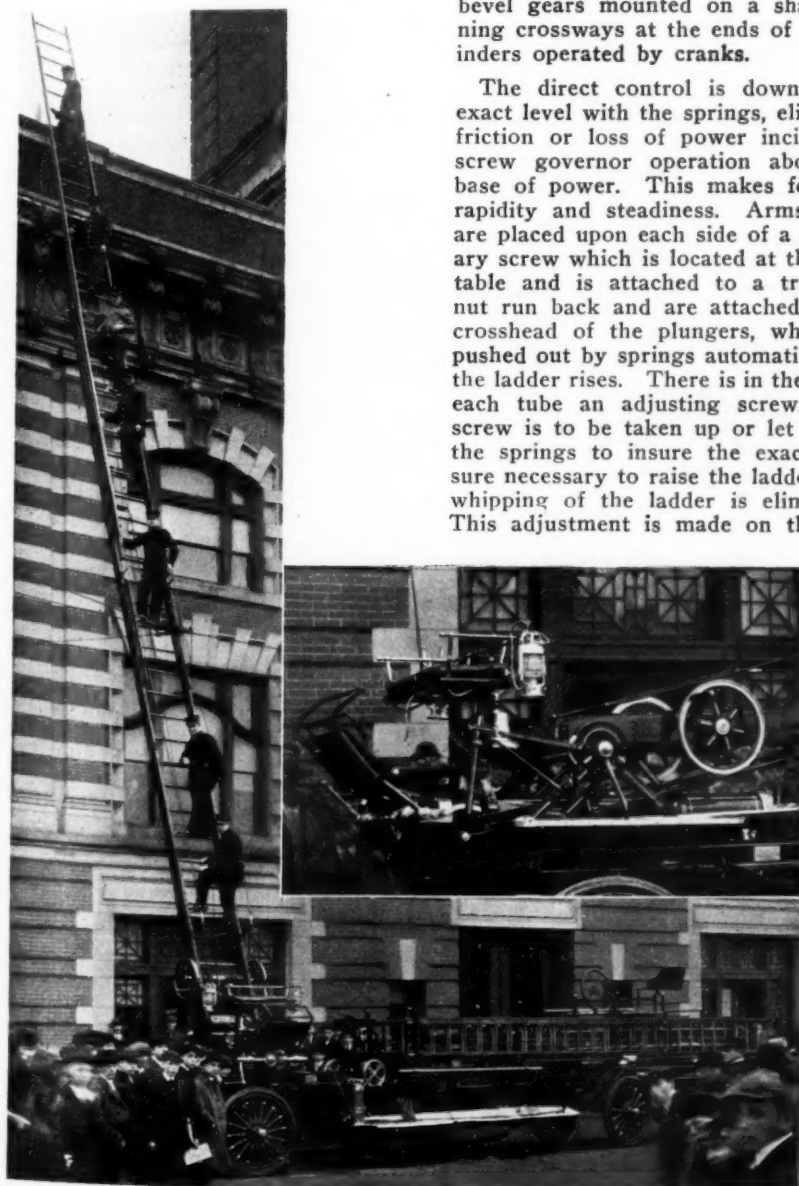 bevel gears mounted on a sha
ning crossways at the ends of
inders operated by cranks.
The direct control is down
exact level with the springs, eli
friction or loss of power inci
screw governor operation abo
base of power. This makes fo
rapidity and steadiness. Arms
are placed upon each side of a
ary screw which is located at th
table and is attached to a tr
nut run back and are attached
crosshead of the plungers, wh
pushed out by springs automati
the ladder rises. There is in the
each tube an adjusting screw
screw is to be taken up or let
the springs to insure the exac
sure necessary to raise the ladde
whipping of the ladder is elim
This adjustment is made on th